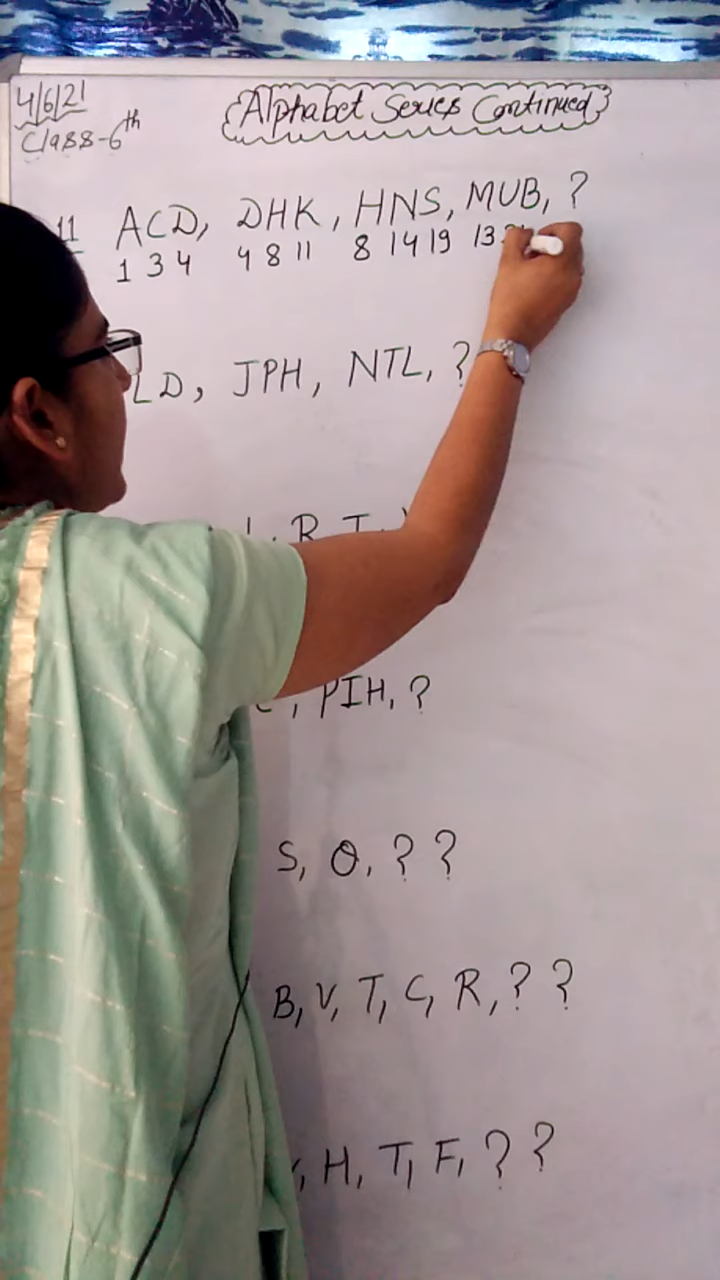 4/6/21
Class-6th
Alphabet Series Continued
11 ACD, DHK, HNS, MUB, ?
1 3 4 4 8 11 8 14 19 13
LD, JPH, NTL, ?
, PIH, ?
S, O, ? ?
B, V, T, C, R, ? ?
, H, T, F, ? ?